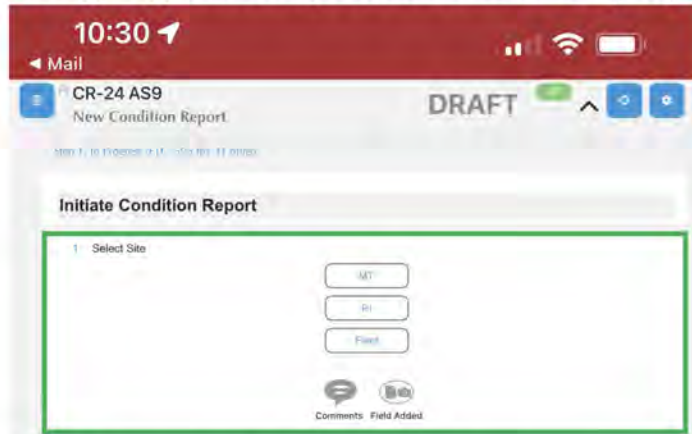 10:30
◀ Mail
CR-24 AS9
New Condition Report
DRAFT
Initiate Condition Report
1 Select Site
MT
Fleet
Comments Field Added